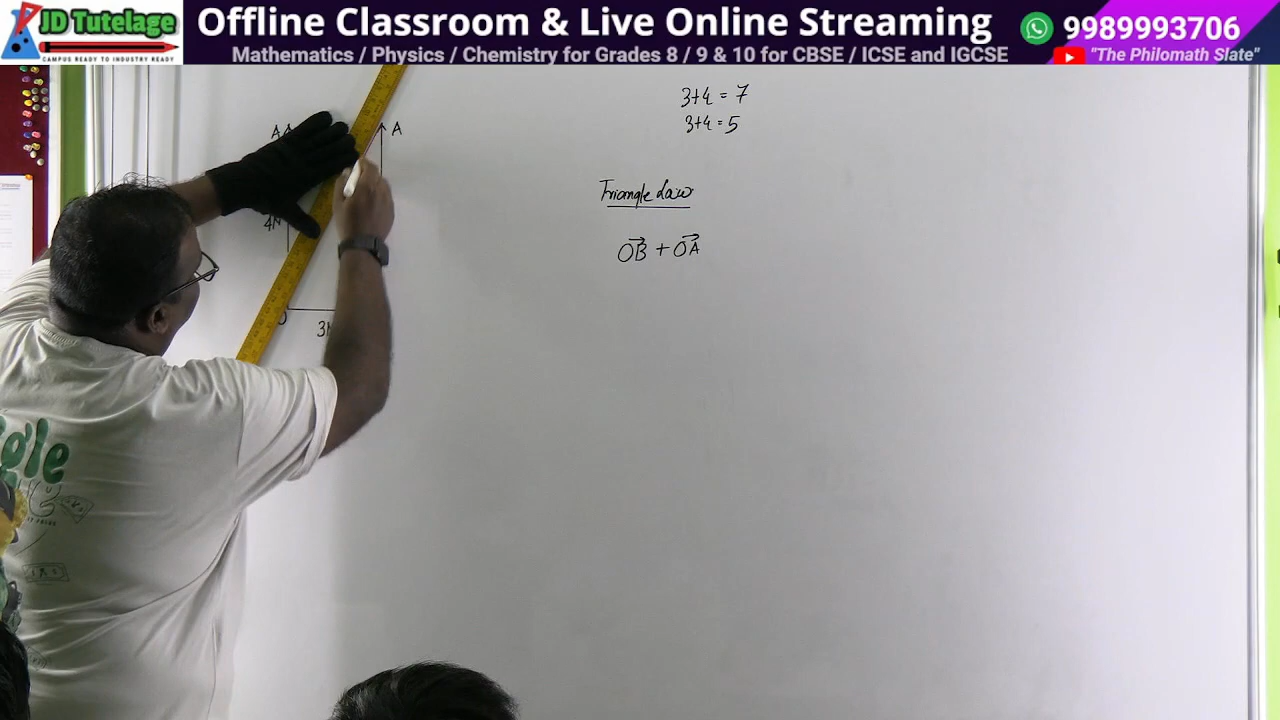 JD Tutelage
CAMPUS READY TO INDUSTRY READY
Offline Classroom & Live Online Streaming
9989993706
Mathematics / Physics / Chemistry for Grades 8 / 9 & 10 for CBSE / ICSE and IGCSE
"The Philomath Slate"
3+4 = 7
3+4 = 5
A
A
Triangle Law
4N
OB→ + OA→
O
3
gle